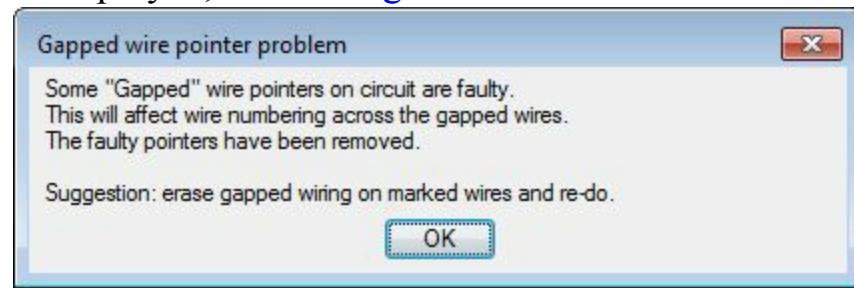 Gapped wire pointer problem
Some "Gapped" wire pointers on circuit are faulty.
This will affect wire numbering across the gapped wires.
The faulty pointers have been removed.
Suggestion: erase gapped wiring on marked wires and re-do.
OK